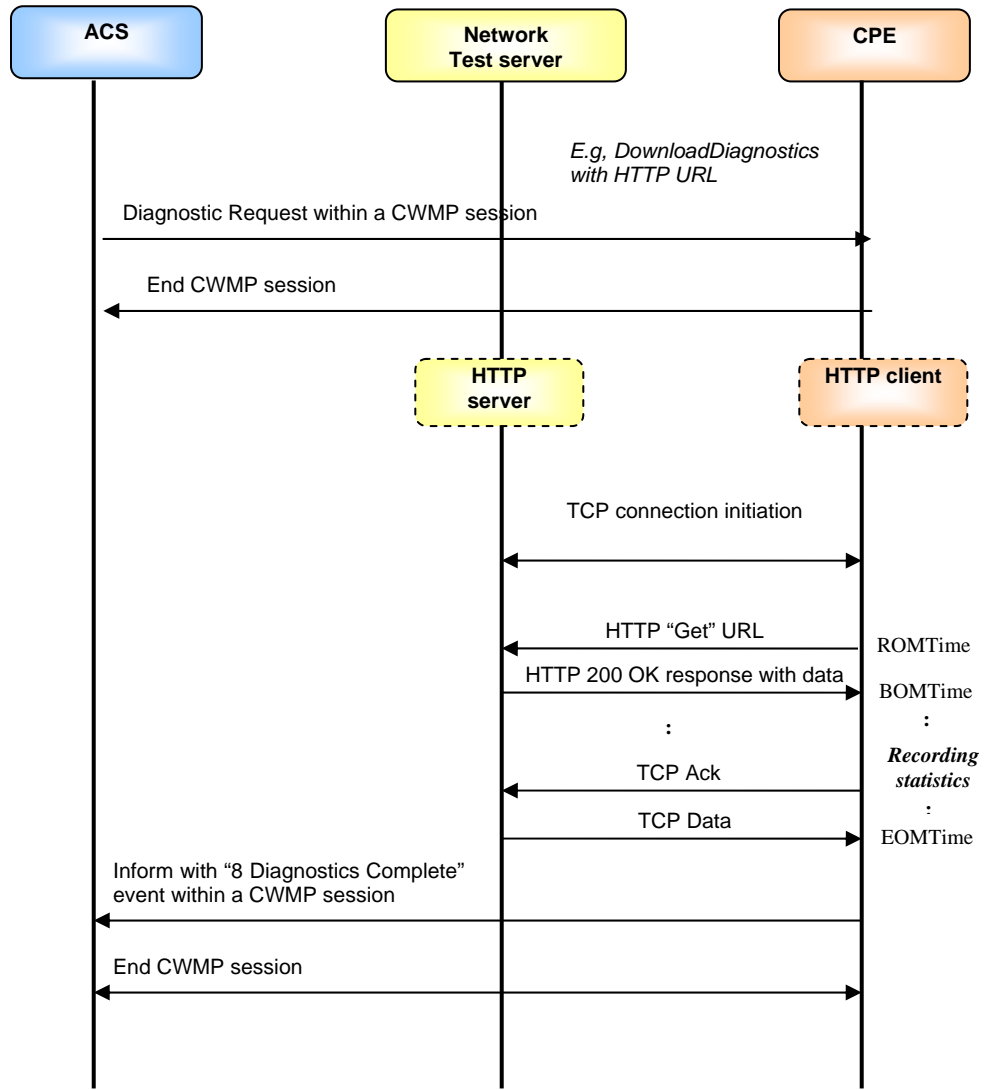 ACS
Network
Test server
CPE
E.g, DownloadDiagnostics
with HTTP URL
Diagnostic Request within a CWMP session
End CWMP session
HTTP
server
HTTP client
TCP connection initiation
HTTP “Get” URL
ROMTime
HTTP 200 OK response with data
BOMTime
:
:
Recording
statistics
TCP Ack
:
TCP Data
EOMTime
Inform with “8 Diagnostics Complete”
event within a CWMP session
End CWMP session